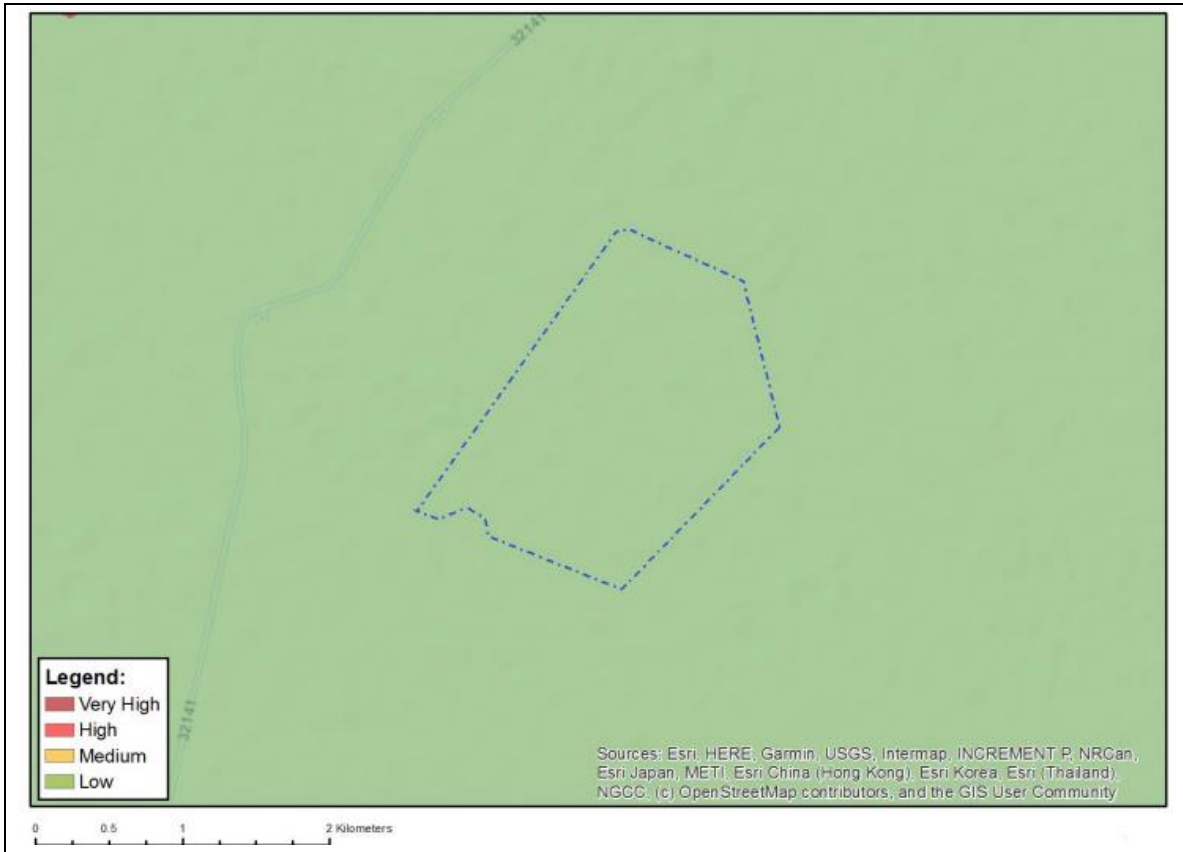 32141
32141
Legend:
Very High
High
Medium
Low
Sources: Esri, HERE, Garmin, USGS, Intermap, INCREMENT P, NRCan,
Esri Japan, METI, Esri China (Hong Kong), Esri Korea, Esri (Thailand),
NGCC, (c) OpenStreetMap contributors, and the GIS User Community
0 0.5 1 2 Kilometers